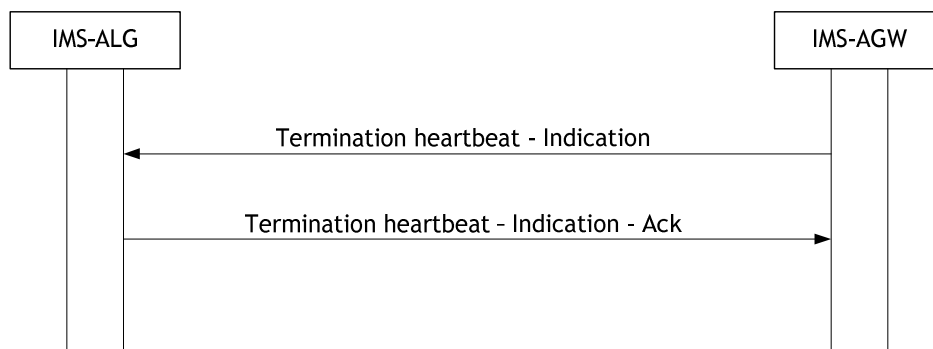 IMS-ALG
IMS-AGW
Termination heartbeat - Indication
Termination heartbeat – Indication - Ack